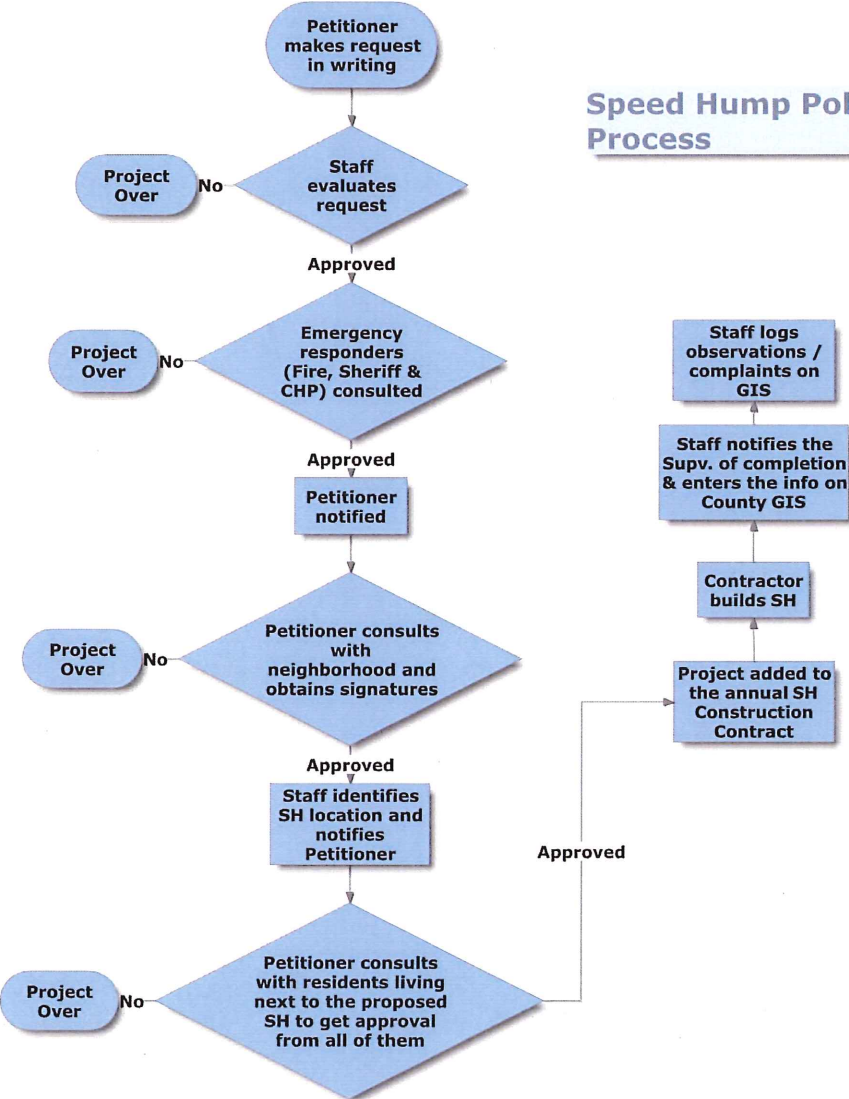 Petitioner
makes request
in writing
Speed Hump Pol
Process
Staff
evaluates
request
No
Project
Over
Approved
Emergency
responders
(Fire, Sheriff &
CHP) consulted
No
Project
Over
Approved
Petitioner
notified
Petitioner consults
with
neighborhood and
obtains signatures
No
Project
Over
Approved
Staff identifies
SH location and
notifies
Petitioner
Petitioner consults
with residents living
next to the proposed
SH to get approval
from all of them
No
Project
Over
Approved
Project added to
the annual SH
Construction
Contract
Contractor
builds SH
Staff notifies the
Supv. of completion
& enters the info on
County GIS
Staff logs
observations /
complaints on
GIS